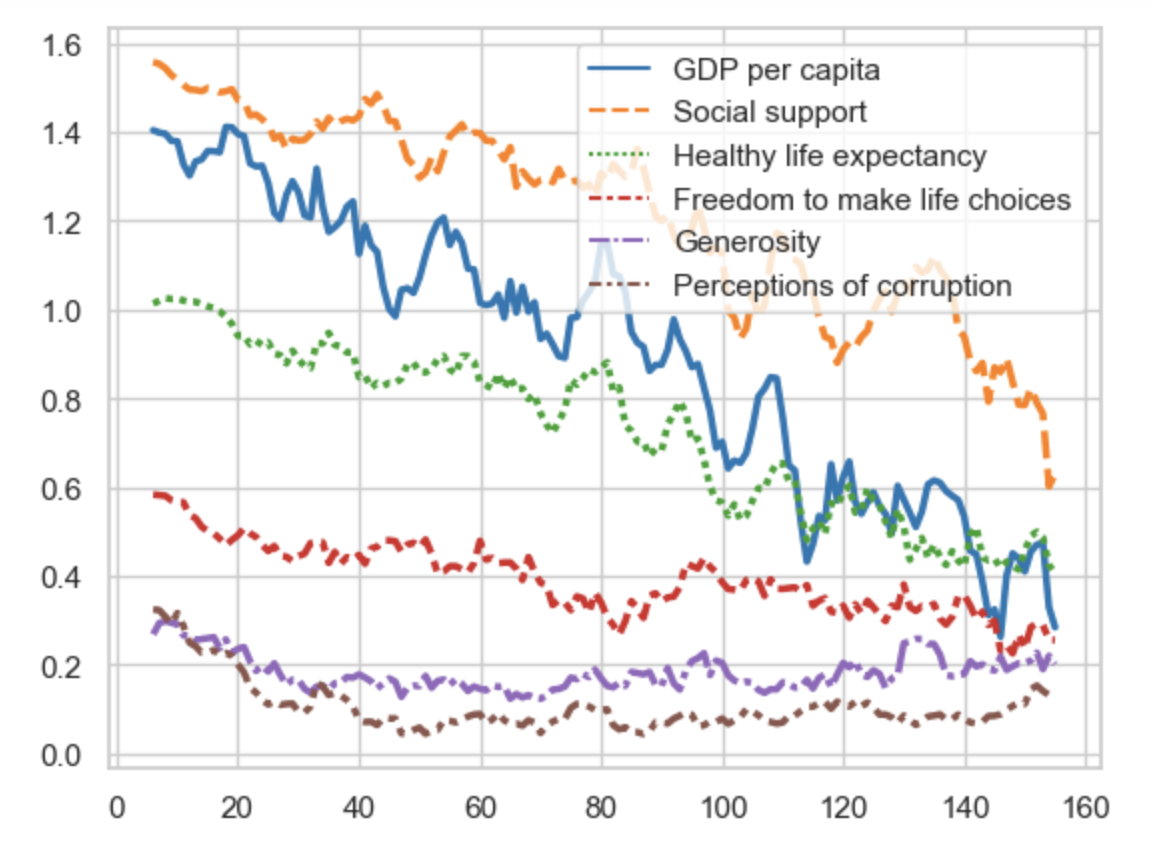 1.6
1.4
1.2
1.0
0.8
0.6
0.4
0.2
0.0
GDP per capita
Social support
Healthy life expectancy
Freedom to make life choices
Generosity
Perceptions of corruption
0 20 40 60 80 100 120 140 160